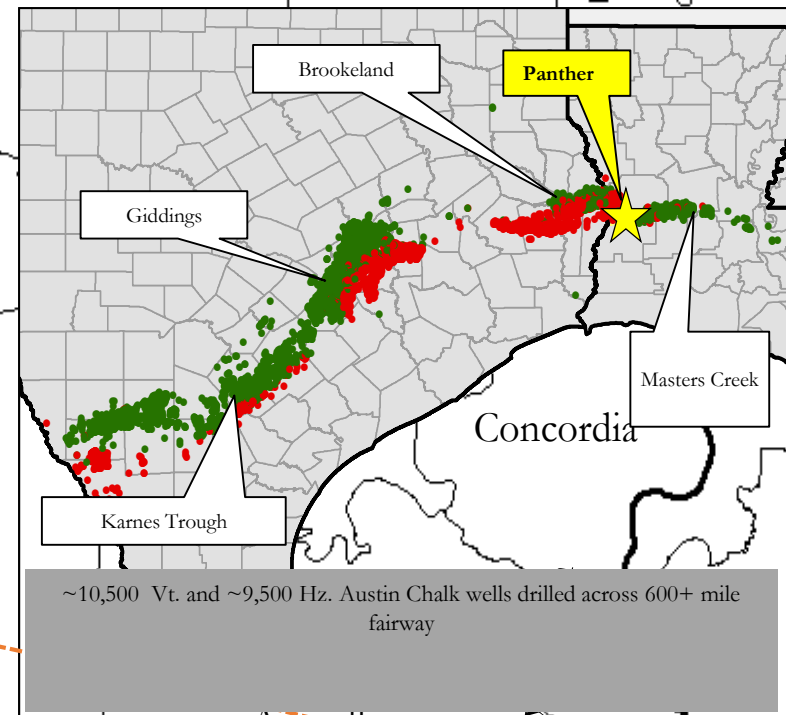 Brookeland
Panther
Giddings
Masters Creek
Concordia
Karnes Trough
~10,500 Vt. and ~9,500 Hz. Austin Chalk wells drilled across 600+ mile
fairway